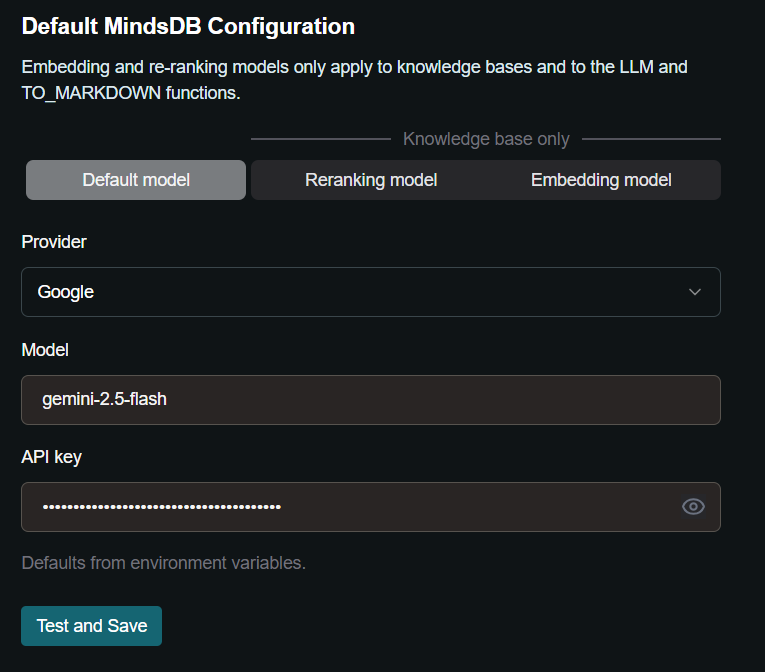 Default MindsDB Configuration
Embedding and re-ranking models only apply to knowledge bases and to the LLM and
TO_MARKDOWN functions.
Knowledge base only
Default model
Reranking model
Embedding model
Provider
Google
Model
gemini-2.5-flash
API key
•••••••••••••••••••••••••••••••••••••••
Defaults from environment variables.
Test and Save